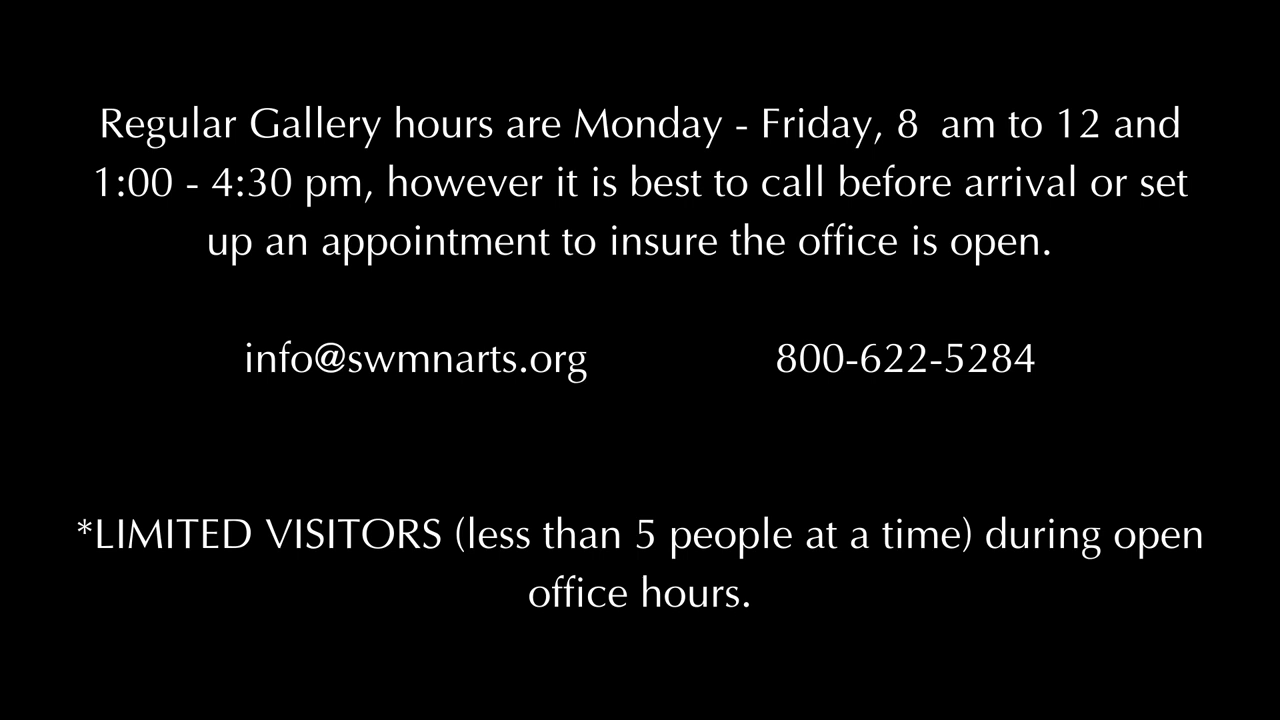 Regular Gallery hours are Monday - Friday, 8  am to 12 and
1:00 - 4:30 pm, however it is best to call before arrival or set
up an appointment to insure the office is open.
info@swmnarts.org 800-622-5284
*LIMITED VISITORS (less than 5 people at a time) during open
office hours.